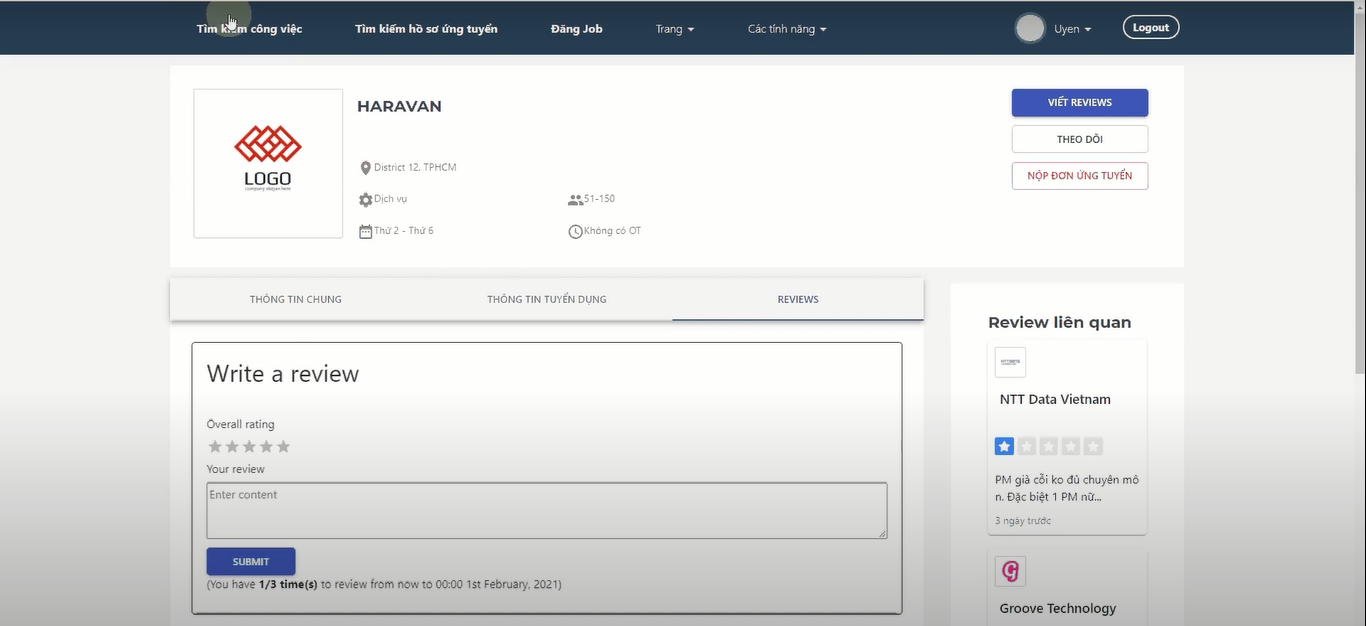 Tìm kiếm công việc
Tìm kiếm hồ sơ ứng tuyển
Đăng Job
Trang
Các tính năng
Uyen
Logout
HARAVAN
LOGO
District 12, TPHCM
Dịch vụ
51-150
Thứ 2 - Thứ 6
Không có OT
VIẾT REVIEWS
THEO DÕI
NỘP ĐƠN ỨNG TUYỂN
THÔNG TIN CHUNG
THÔNG TIN TUYỂN DỤNG
REVIEWS
Write a review
Overall rating
Your review
Enter content
SUBMIT
(You have 1/3 time(s) to review from now to 00:00 1st February, 2021)
Review liên quan
NTT Data Vietnam
PM già cỗi ko đủ chuyên mô
n. Đặc biệt 1 PM nữ...
3 ngày trước
Groove Technology